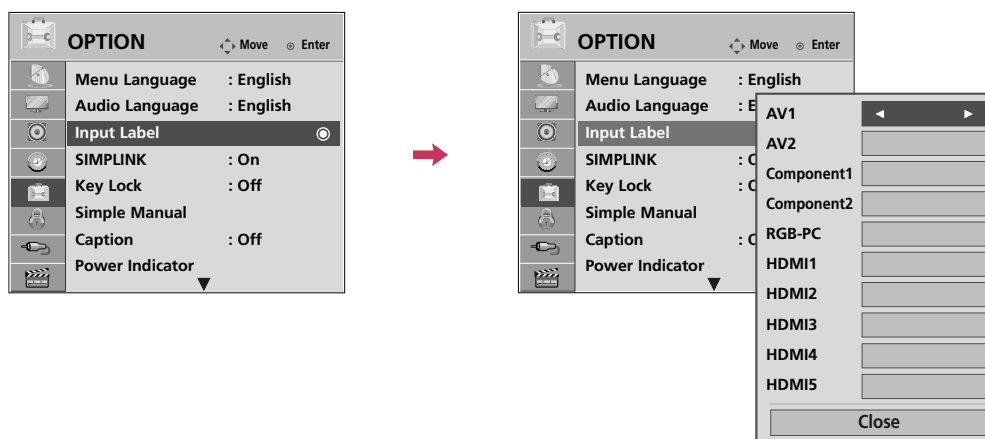 OPTION Move Enter
Menu Language : English
Audio Language : English
Input Label
SIMPLINK : On
Key Lock : Off
Simple Manual
Caption : Off
Power Indicator
OPTION Move Enter
Menu Language : English
Audio Language : E
Input Label
SIMPLINK : O
Key Lock : O
Simple Manual
Caption : O
Power Indicator
AV1
AV2
Component1
Component2
RGB-PC
HDMI1
HDMI2
HDMI3
HDMI4
HDMI5
Close